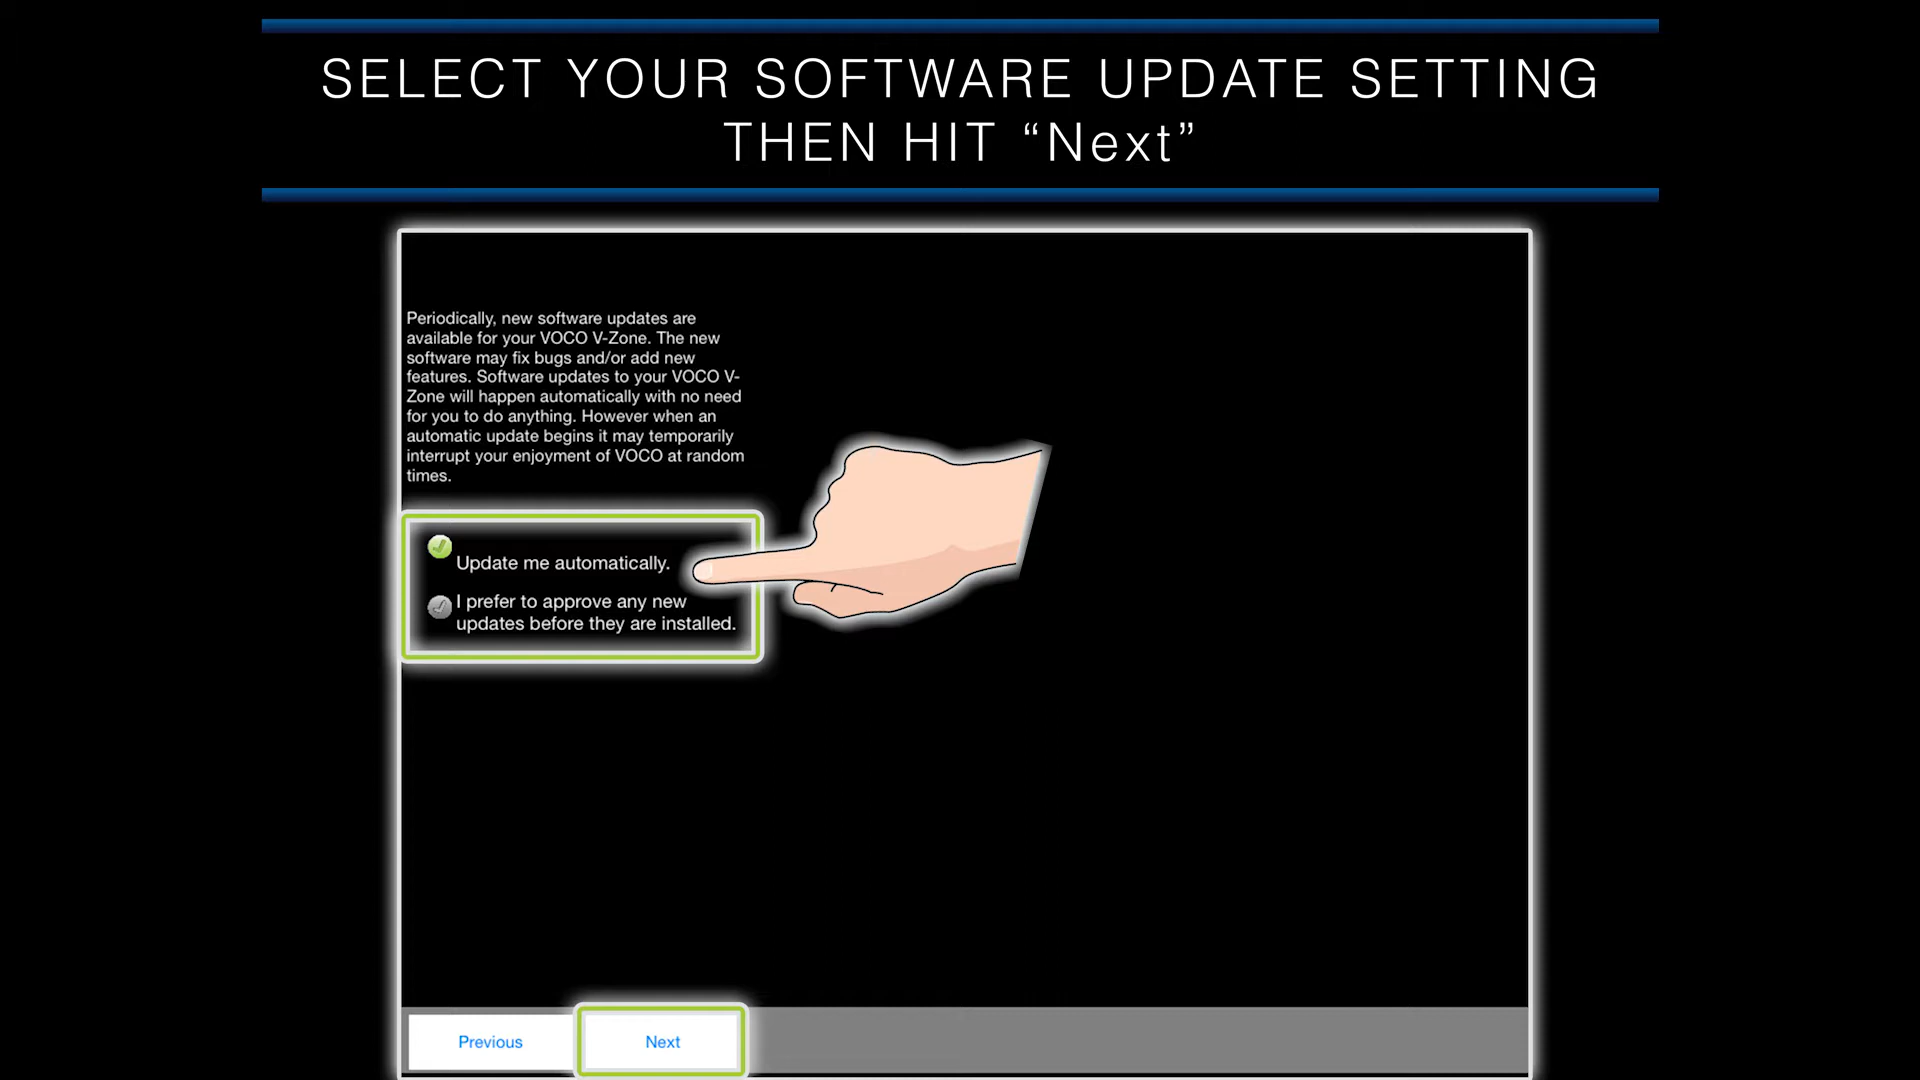 SELECT YOUR SOFTWARE UPDATE SETTING
THEN HIT “Next”
Periodically, new software updates are
available for your VOCO V-Zone. The new
software may fix bugs and/or add new
features. Software updates to your VOCO V-
Zone will happen automatically with no need
for you to do anything. However when an
automatic update begins it may temporarily
interrupt your enjoyment of VOCO at random
times.
Update me automatically.
I prefer to approve any new
updates before they are installed.
Previous
Next